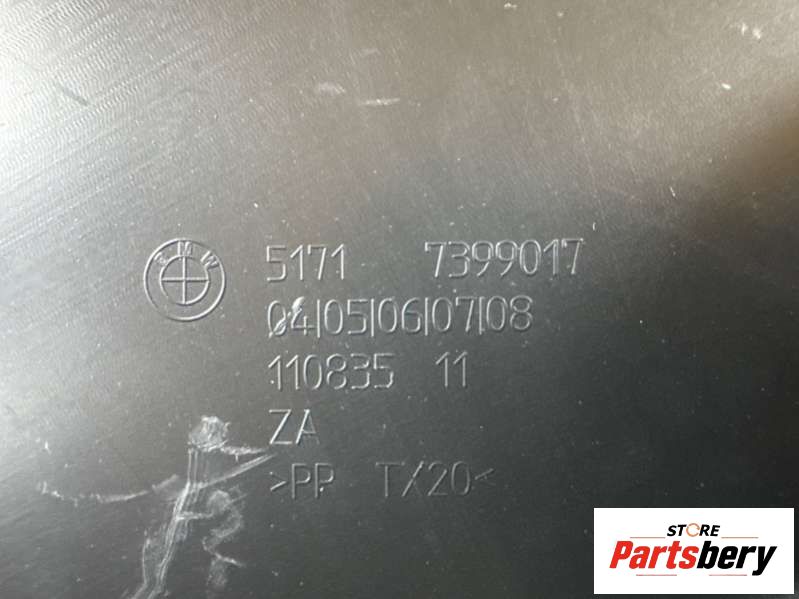 BMW
5171 7399017
04|05|06|07|08
110835 11
ZA
>PP TX20<
STORE
Partsbery